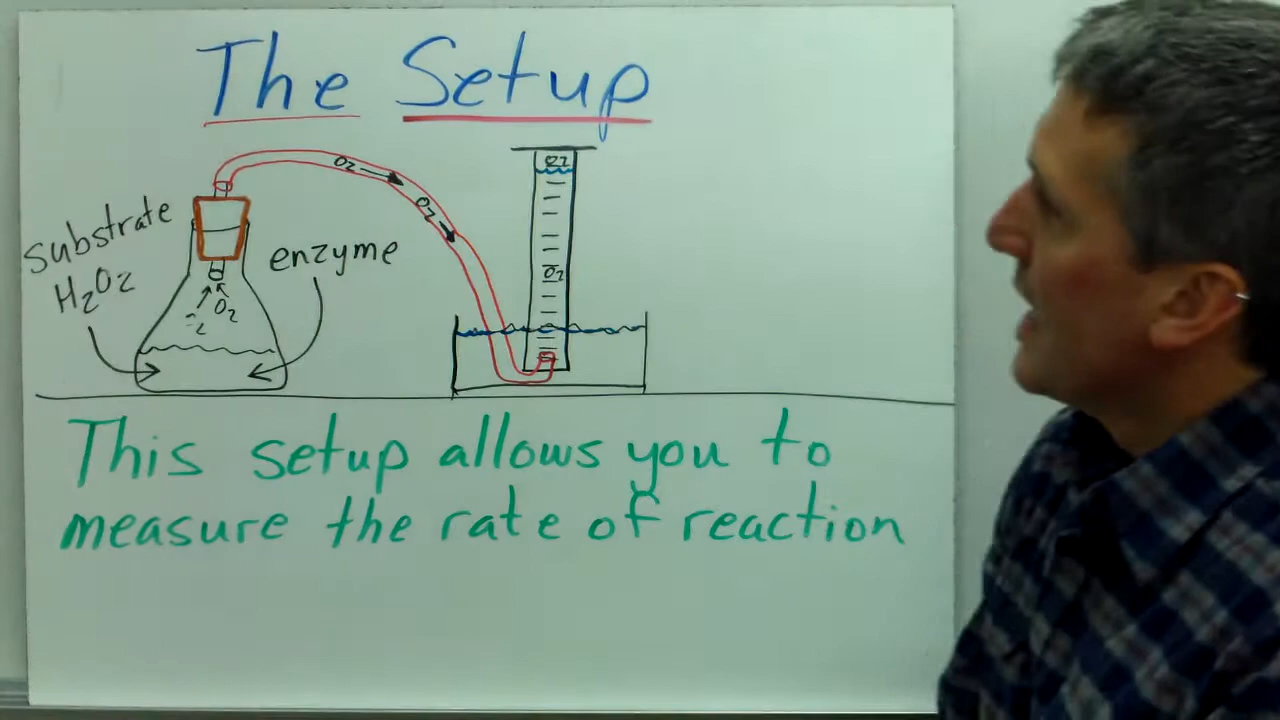 The Setup
O2
O2
O2
substrate
H2O2
enzyme
O2
O2
This setup allows you to
measure the rate of reaction